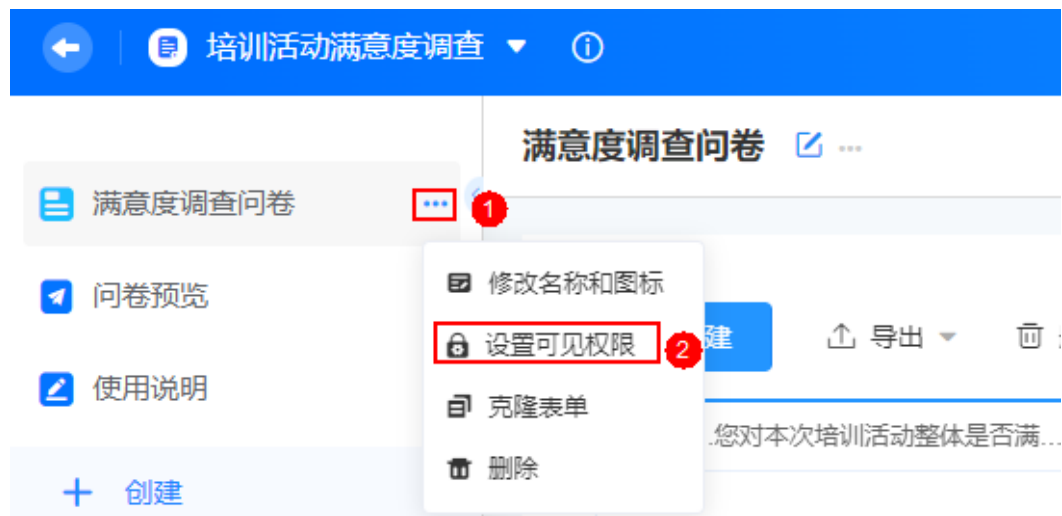 培训活动满意度调查
满意度调查问卷
满意度调查问卷
1
问卷预览
使用说明
创建
修改名称和图标
设置可见权限
2
克隆表单
删除
建
导出
.您对本次培训活动整体是否满...